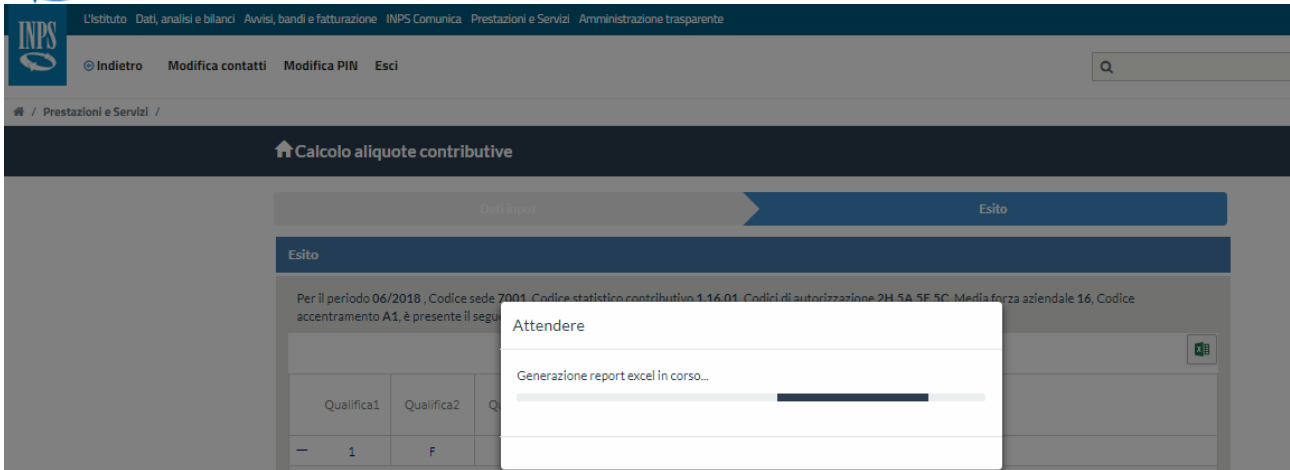 L'Istituto Dati, analisi e bilanci Avvisi, bandi e fatturazione INPS Comunica Prestazioni e Servizi Amministrazione trasparente
INPS
Indietro Modifica contatti Modifica PIN Esci
/ Prestazioni e Servizi /
Calcolo aliquote contributive
Dati input Esito
Esito
Per il periodo 06/2018 , Codice sede 7001, Codice statistico contributivo 1.16.01, Codici di autorizzazione 2H 5A 5F 5C, Media forza aziendale 16, Codice
accentramento A1, è presente il segue
Attendere
Generazione report excel in corso...
Qualifica1 Qualifica2
1 F